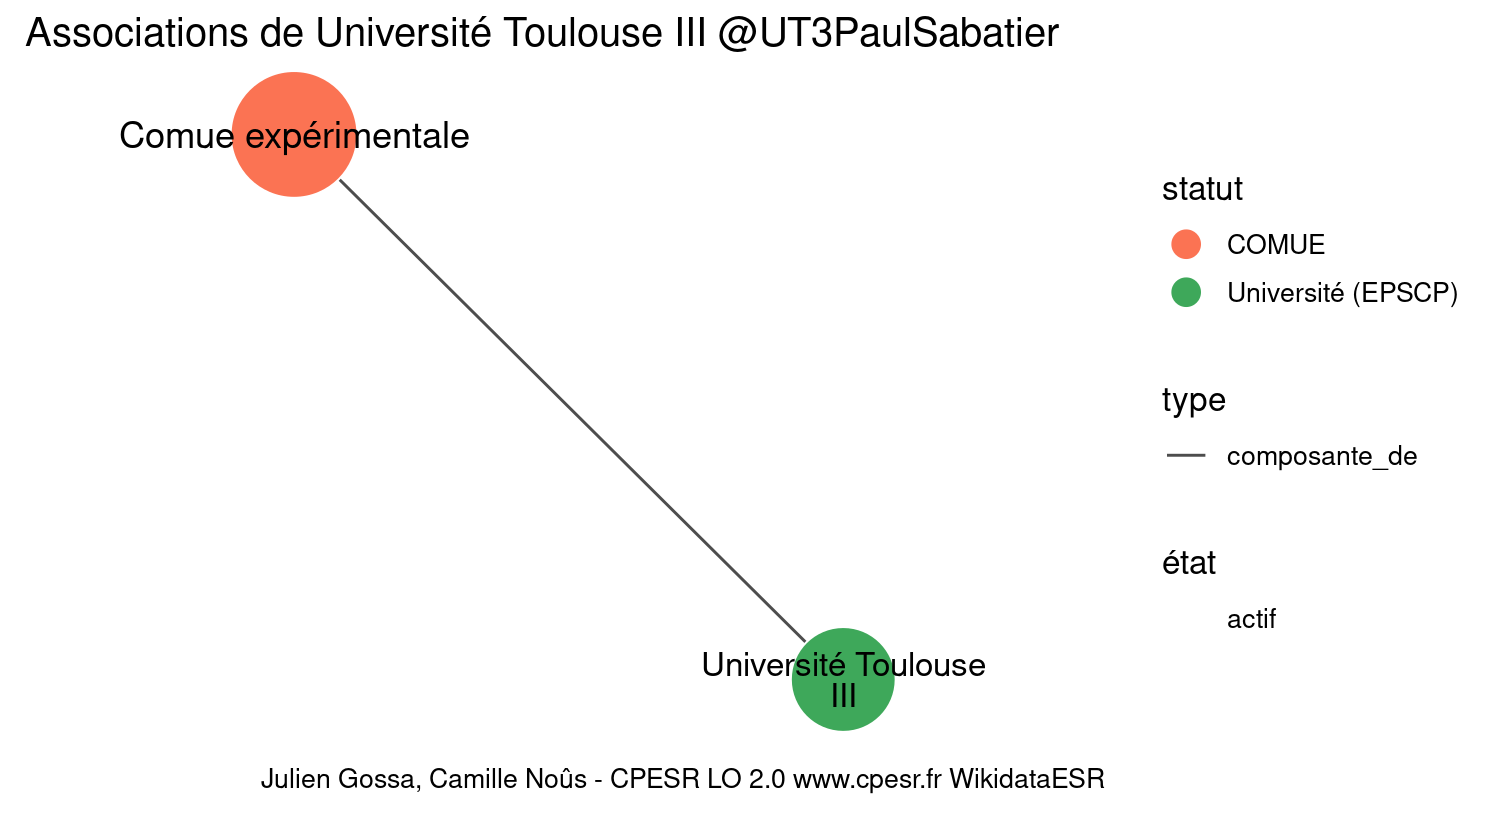 Associations de Université Toulouse III @UT3PaulSabatier
Comue expérimentale
statut
COMUE
Université (EPSCP)
type
composante_de
état
actif
Université Toulouse
III
Julien Gossa, Camille Noûs - CPESR LO 2.0 www.cpesr.fr WikidataESR